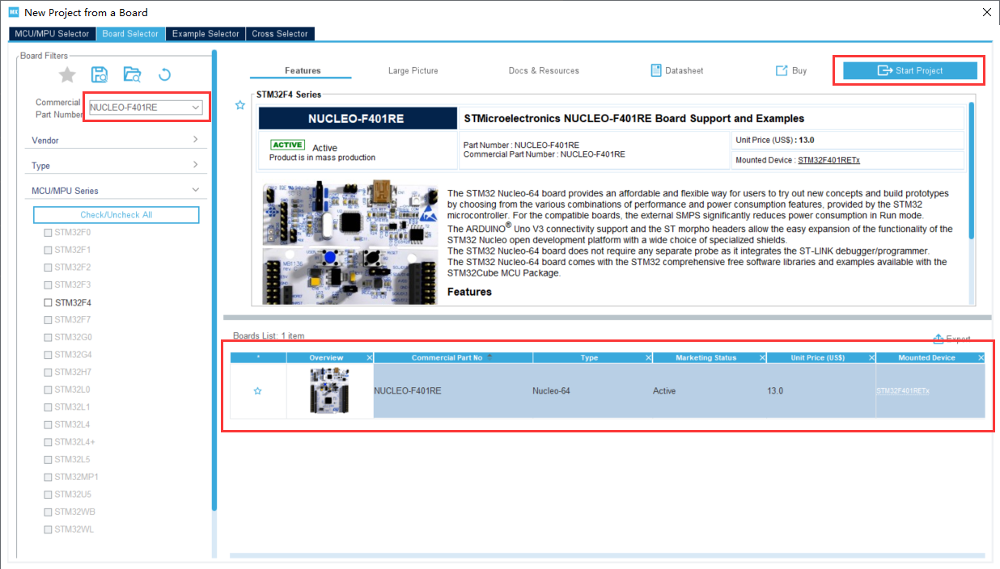 MX New Project from a Board
MCU/MPU Selector Board Selector Example Selector Cross Selector
Board Filters
Commercial
Part Number
NUCLEO-F401RE
Vendor
Type
MCU/MPU Series
Check/Uncheck All
STM32F0
STM32F1
STM32F2
STM32F3
STM32F4
STM32F7
STM32G0
STM32G4
STM32H7
STM32L0
STM32L1
STM32L4
STM32L4+
STM32L5
STM32MP1
STM32U5
STM32WB
STM32WL
Features Large Picture Docs & Resources Datasheet Buy Start Project
STM32F4 Series
NUCLEO-F401RE
STMicroelectronics NUCLEO-F401RE Board Support and Examples
ACTIVE Active
Product is in mass production
Part Number : NUCLEO-F401RE
Commercial Part Number : NUCLEO-F401RE
Unit Price (US$) : 13.0
Mounted Device : STM32F401RETx
MB1136
The STM32 Nucleo-64 board provides an affordable and flexible way for users to try out new concepts and build prototypes
by choosing from the various combinations of performance and power consumption features, provided by the STM32
microcontroller. For the compatible boards, the external SMPS significantly reduces power consumption in Run mode.
The ARDUINO® Uno V3 connectivity support and the ST morpho headers allow the easy expansion of the functionality of the
STM32 Nucleo open development platform with a wide choice of specialized shields.
The STM32 Nucleo-64 board does not require any separate probe as it integrates the ST-LINK debugger/programmer.
The STM32 Nucleo-64 board comes with the STM32 comprehensive free software libraries and examples available with the
STM32Cube MCU Package.
Features
Boards List: 1 item
Export
* Overview Commercial Part No Type Marketing Status Unit Price (US$) Mounted Device
NUCLEO-F401RE Nucleo-64 Active 13.0 STM32F401RETx